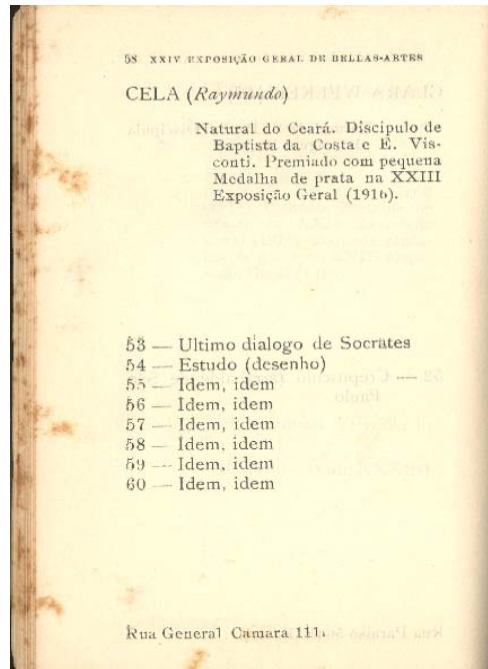 58 XXIV EXPOSIÇÃO GERAL DE BELLAS-ARTES
CELA (Raymundo)
Natural do Ceará. Discipulo de
Baptista da Costa e E. Vis-
conti. Premiado com pequena
Medalha de prata na XXIII
Exposição Geral (1916).
53 — Ultimo dialogo de Socrates
54 — Estudo (desenho)
55 — Idem, idem
56 — Idem, idem
57 — Idem, idem
58 — Idem, idem
59 — Idem, idem
60 — Idem, idem
Rua General Camara 111.